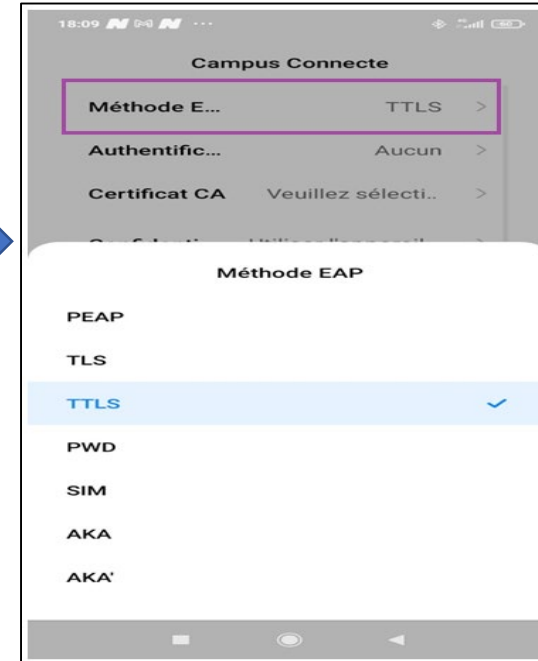 18:09
Campus Connecte
Méthode E... TTLS >
Authentific... Aucun >
Certificat CA Veuillez sélecti.. >
Méthode EAP
PEAP
TLS
TTLS
PWD
SIM
AKA
AKA'